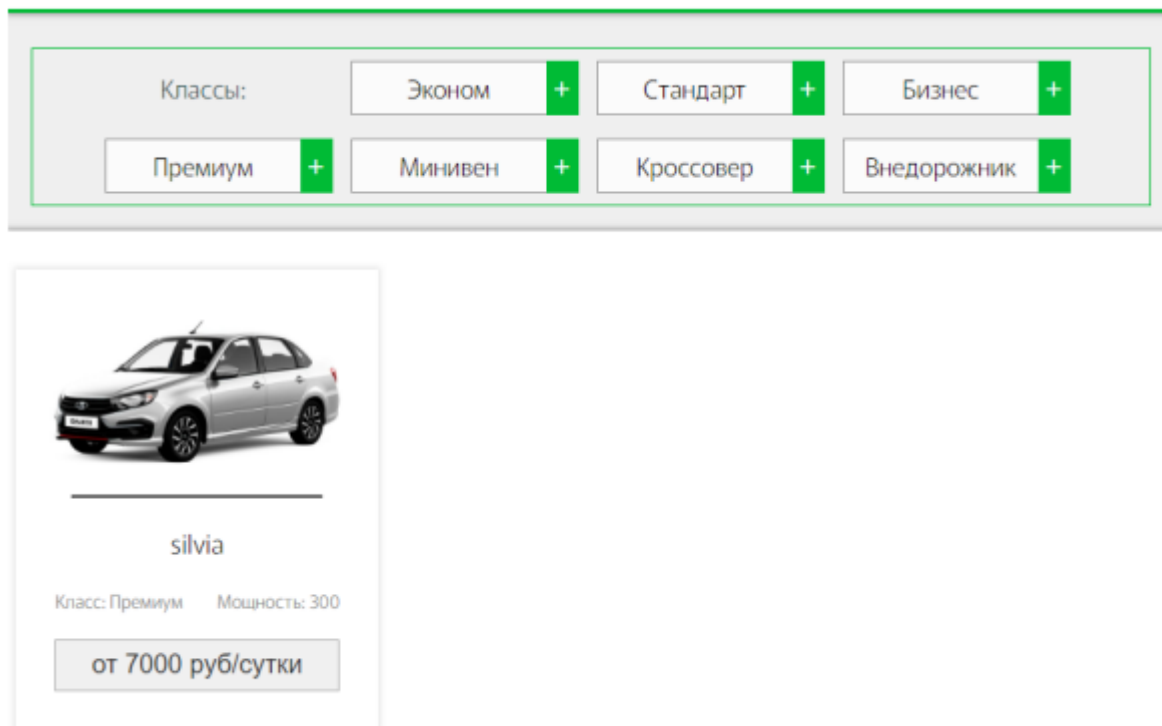 Классы: Эконом + Стандарт + Бизнес +
Премиум + Минивен + Кроссовер + Внедорожник +
silvia
Класс: Премиум Мощность: 300
от 7000 руб/сутки